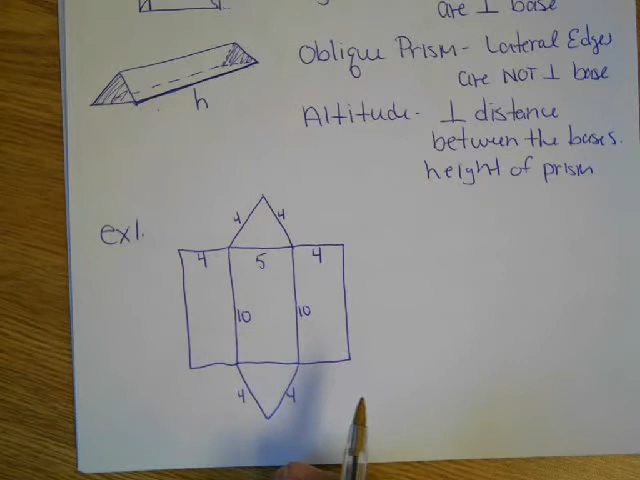 are ⊥ base
Oblique Prism - Lateral Edges
are NOT ⊥ base
h
Altitude - ⊥ distance
between the bases.
height of prism
ex1.
4 4
4 5 4
10 10
4 4